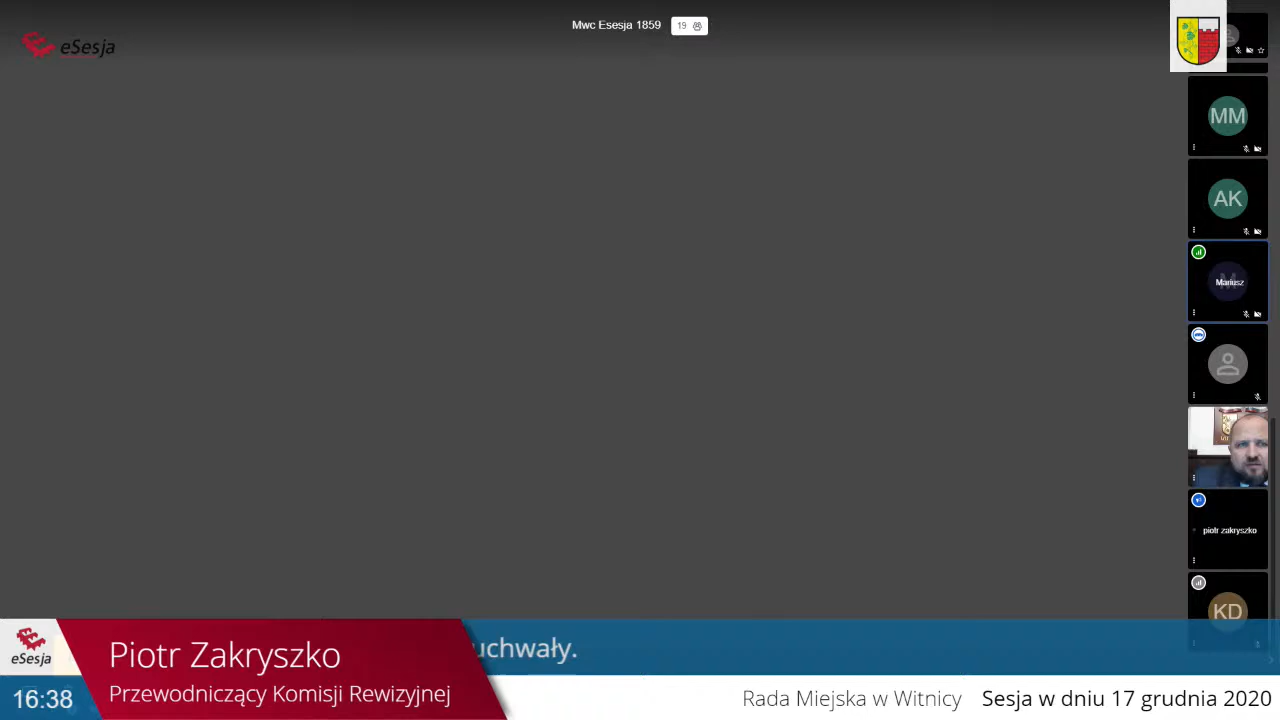 Mwc Esesja 1859 19
eSesja
MM
AK
Mariusz
piotr zakryszko
KD
uchwały.
Piotr Zakryszko
eSesja
Przewodniczący Komisji Rewizyjnej
16:38
Rada Miejska w Witnicy Sesja w dniu 17 grudnia 2020